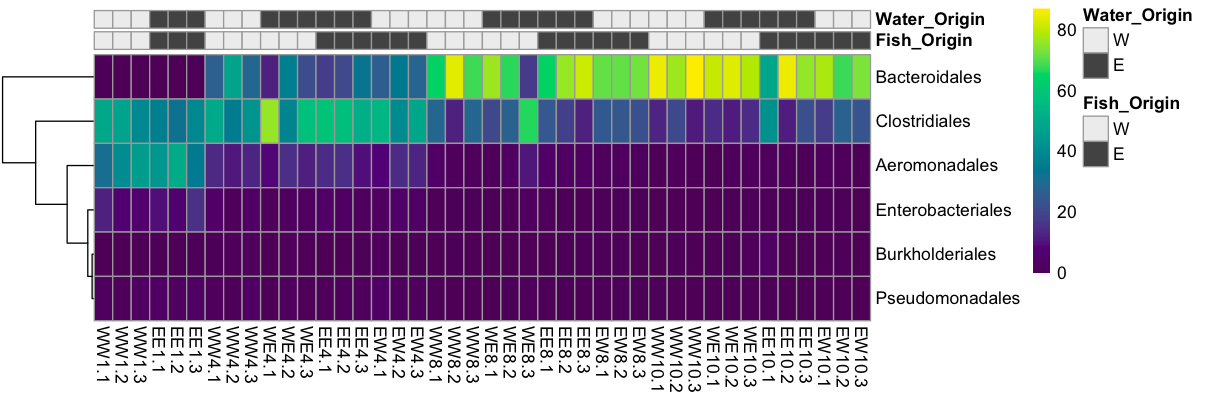 Water_Origin
Fish_Origin
Bacteroidales
Clostridiales
Aeromonadales
Enterobacteriales
Burkholderiales
Pseudomonadales
WW1.1
WW1.2
WW1.3
EE1.1
EE1.2
EE1.3
WW4.1
WW4.2
WW4.3
WE4.1
WE4.2
WE4.3
EE4.1
EE4.2
EE4.3
EW4.1
EW4.2
EW4.3
WW8.1
WW8.2
WW8.3
WE8.1
WE8.2
WE8.3
EE8.1
EE8.2
EE8.3
EW8.1
EW8.2
EW8.3
WW10.1
WW10.2
WW10.3
WE10.1
WE10.2
WE10.3
EE10.1
EE10.2
EE10.3
EW10.1
EW10.2
EW10.3
80
60
40
20
0
Water_Origin
W
E
Fish_Origin
W
E